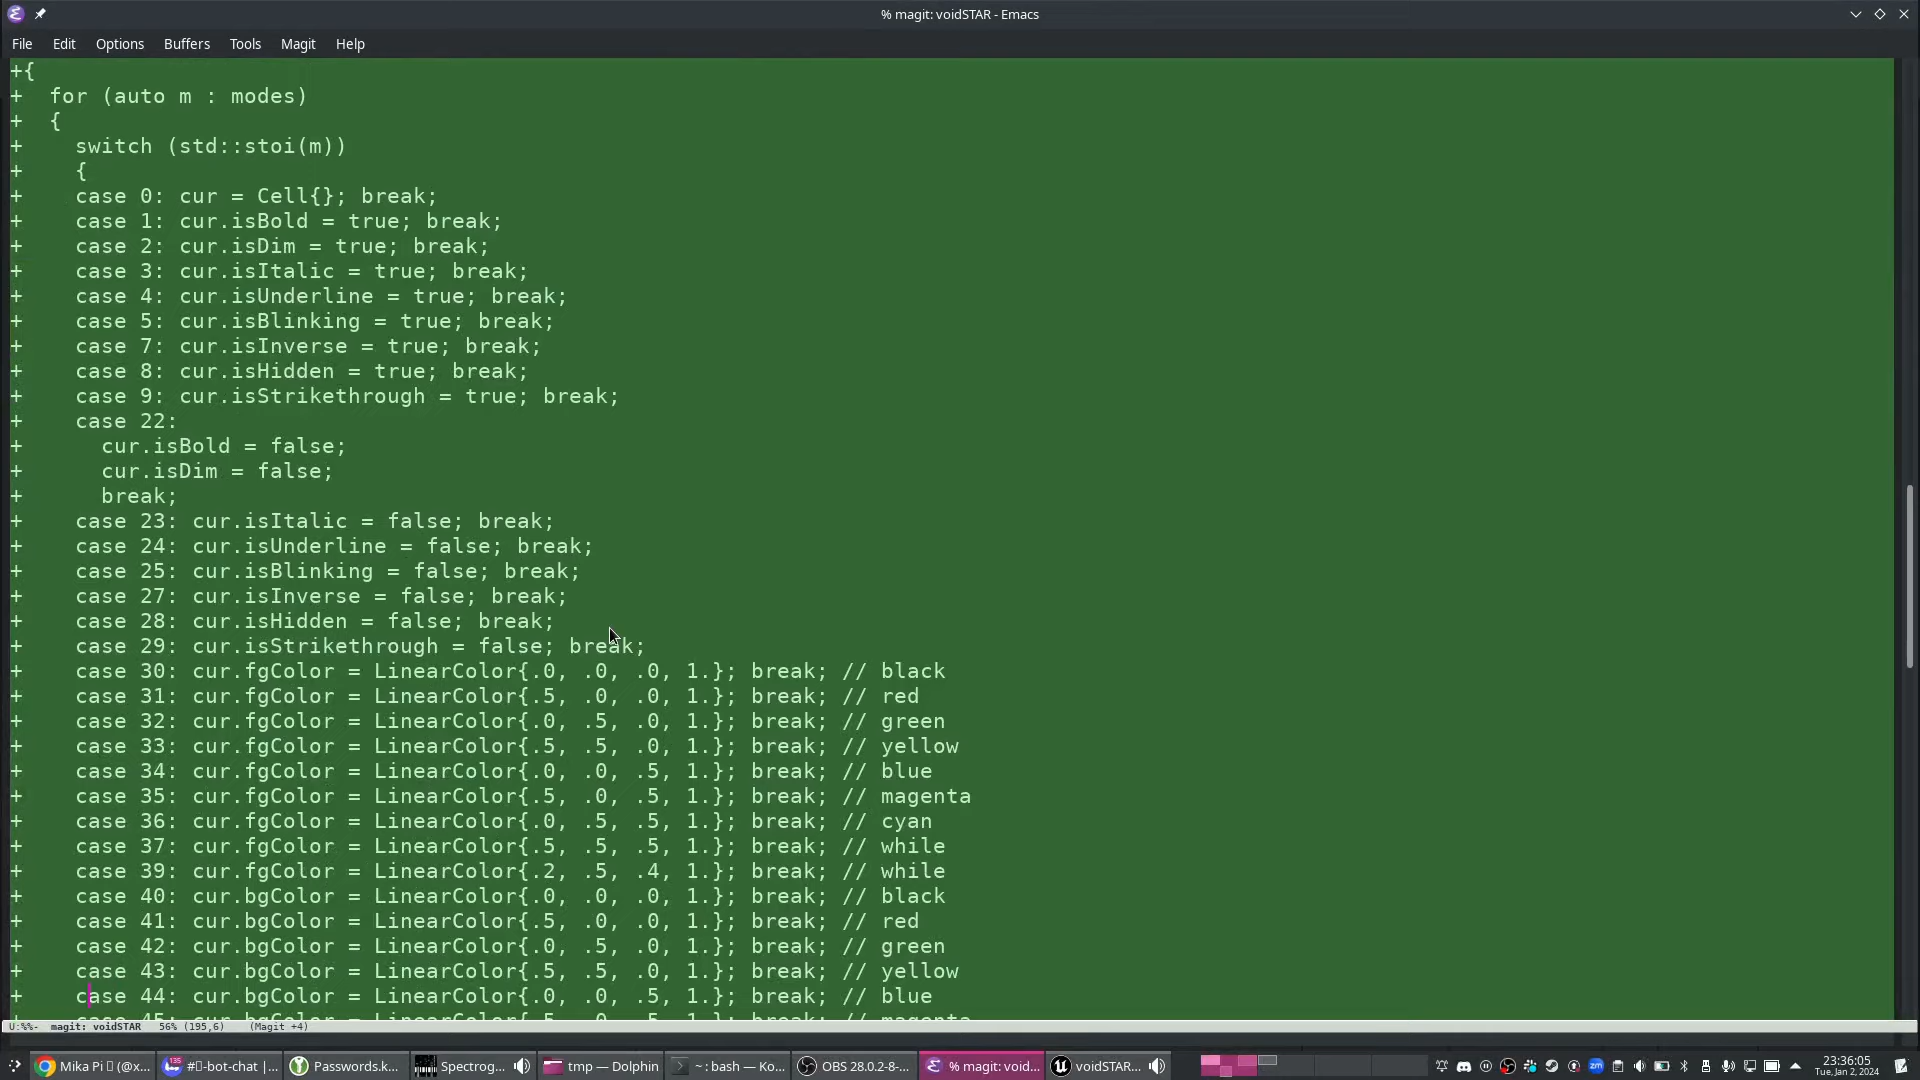 % magit: voidSTAR - Emacs
File Edit Options Buffers Tools Magit Help
+{
+  for (auto m : modes)
+  {
+    switch (std::stoi(m))
+    {
+    case 0: cur = Cell{}; break;
+    case 1: cur.isBold = true; break;
+    case 2: cur.isDim = true; break;
+    case 3: cur.isItalic = true; break;
+    case 4: cur.isUnderline = true; break;
+    case 5: cur.isBlinking = true; break;
+    case 7: cur.isInverse = true; break;
+    case 8: cur.isHidden = true; break;
+    case 9: cur.isStrikethrough = true; break;
+    case 22:
+      cur.isBold = false;
+      cur.isDim = false;
+      break;
+    case 23: cur.isItalic = false; break;
+    case 24: cur.isUnderline = false; break;
+    case 25: cur.isBlinking = false; break;
+    case 27: cur.isInverse = false; break;
+    case 28: cur.isHidden = false; break;
+    case 29: cur.isStrikethrough = false; break;
+    case 30: cur.fgColor = LinearColor{.0, .0, .0, 1.}; break; // black
+    case 31: cur.fgColor = LinearColor{.5, .0, .0, 1.}; break; // red
+    case 32: cur.fgColor = LinearColor{.0, .5, .0, 1.}; break; // green
+    case 33: cur.fgColor = LinearColor{.5, .5, .0, 1.}; break; // yellow
+    case 34: cur.fgColor = LinearColor{.0, .0, .5, 1.}; break; // blue
+    case 35: cur.fgColor = LinearColor{.5, .0, .5, 1.}; break; // magenta
+    case 36: cur.fgColor = LinearColor{.0, .5, .5, 1.}; break; // cyan
+    case 37: cur.fgColor = LinearColor{.5, .5, .5, 1.}; break; // while
+    case 39: cur.fgColor = LinearColor{.2, .5, .4, 1.}; break; // while
+    case 40: cur.bgColor = LinearColor{.0, .0, .0, 1.}; break; // black
+    case 41: cur.bgColor = LinearColor{.5, .0, .0, 1.}; break; // red
+    case 42: cur.bgColor = LinearColor{.0, .5, .0, 1.}; break; // green
+    case 43: cur.bgColor = LinearColor{.5, .5, .0, 1.}; break; // yellow
+    case 44: cur.bgColor = LinearColor{.0, .0, .5, 1.}; break; // blue
+    case 45: cur.bgColor = LinearColor{.5, .0, .5, 1.}; break; // magenta
U:%%-  magit: voidSTAR   56% (195,6)    (Magit +4)
Mika Pi (@x... 135 #-bot-chat |... Passwords.k... Spectrog... tmp — Dolphin ~ : bash — Ko... OBS 28.0.2-8-... % magit: void... voidSTAR... 23:36:05
Tue, Jan 2, 2024